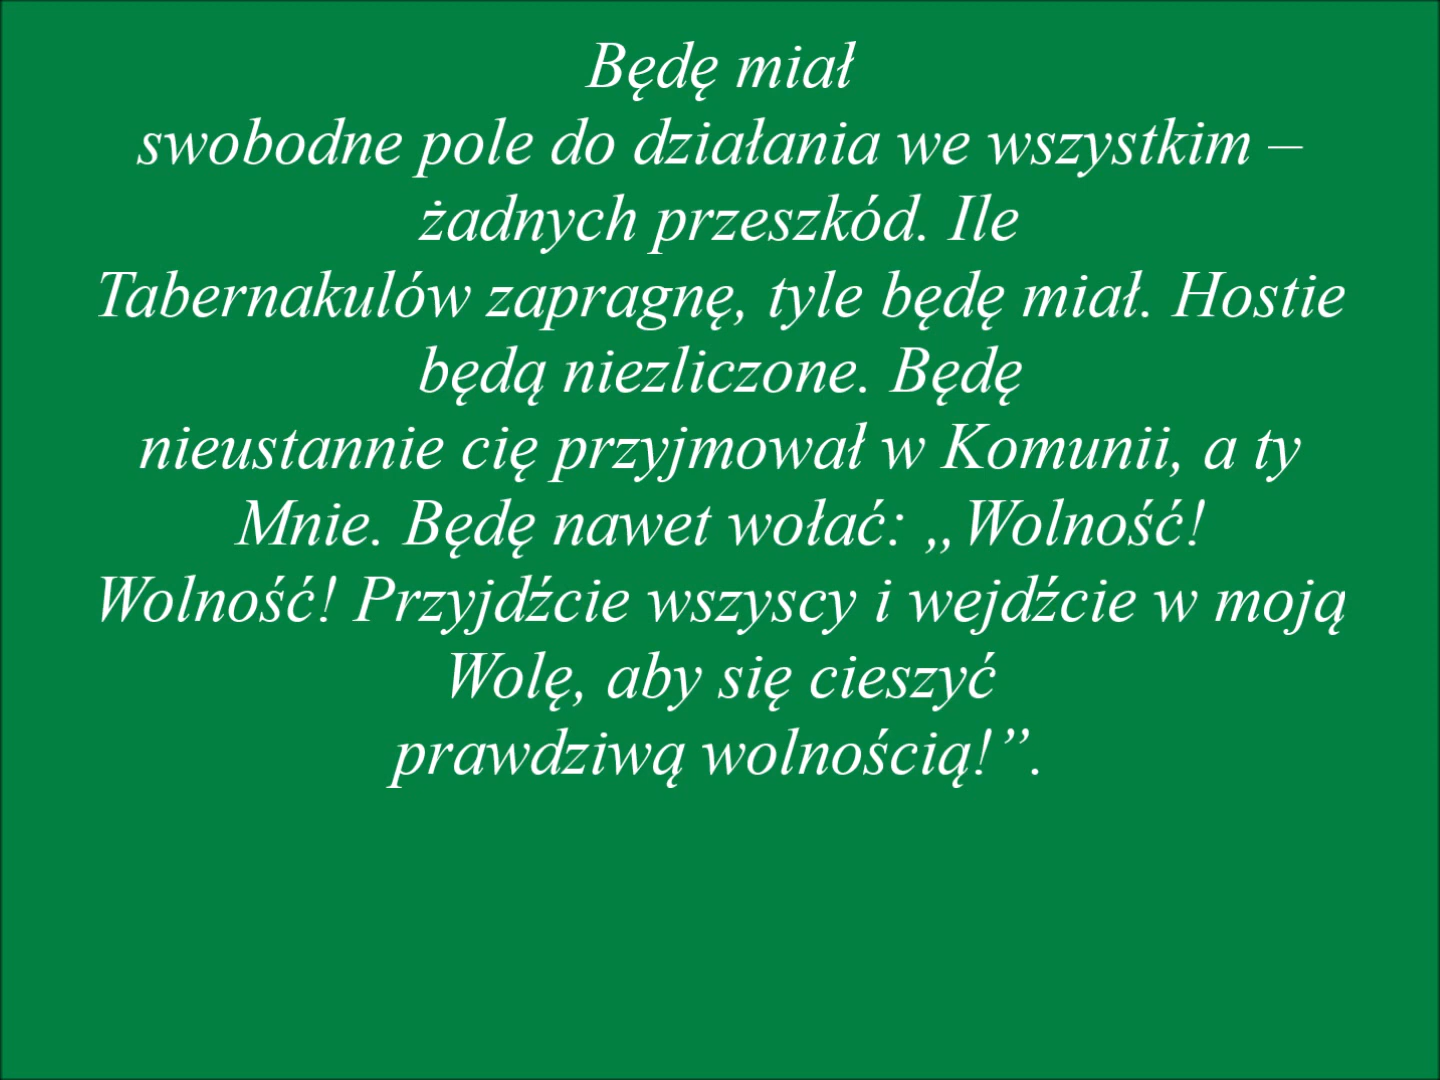 Będę miał
swobodne pole do działania we wszystkim –
żadnych przeszkód. Ile
Tabernakulów zapragnę, tyle będę miał. Hostie
będą niezliczone. Będę
nieustannie cię przyjmował w Komunii, a ty
Mnie. Będę nawet wołać: „Wolność!
Wolność! Przyjdźcie wszyscy i wejdźcie w moją
Wolę, aby się cieszyć
prawdziwą wolnością!”.